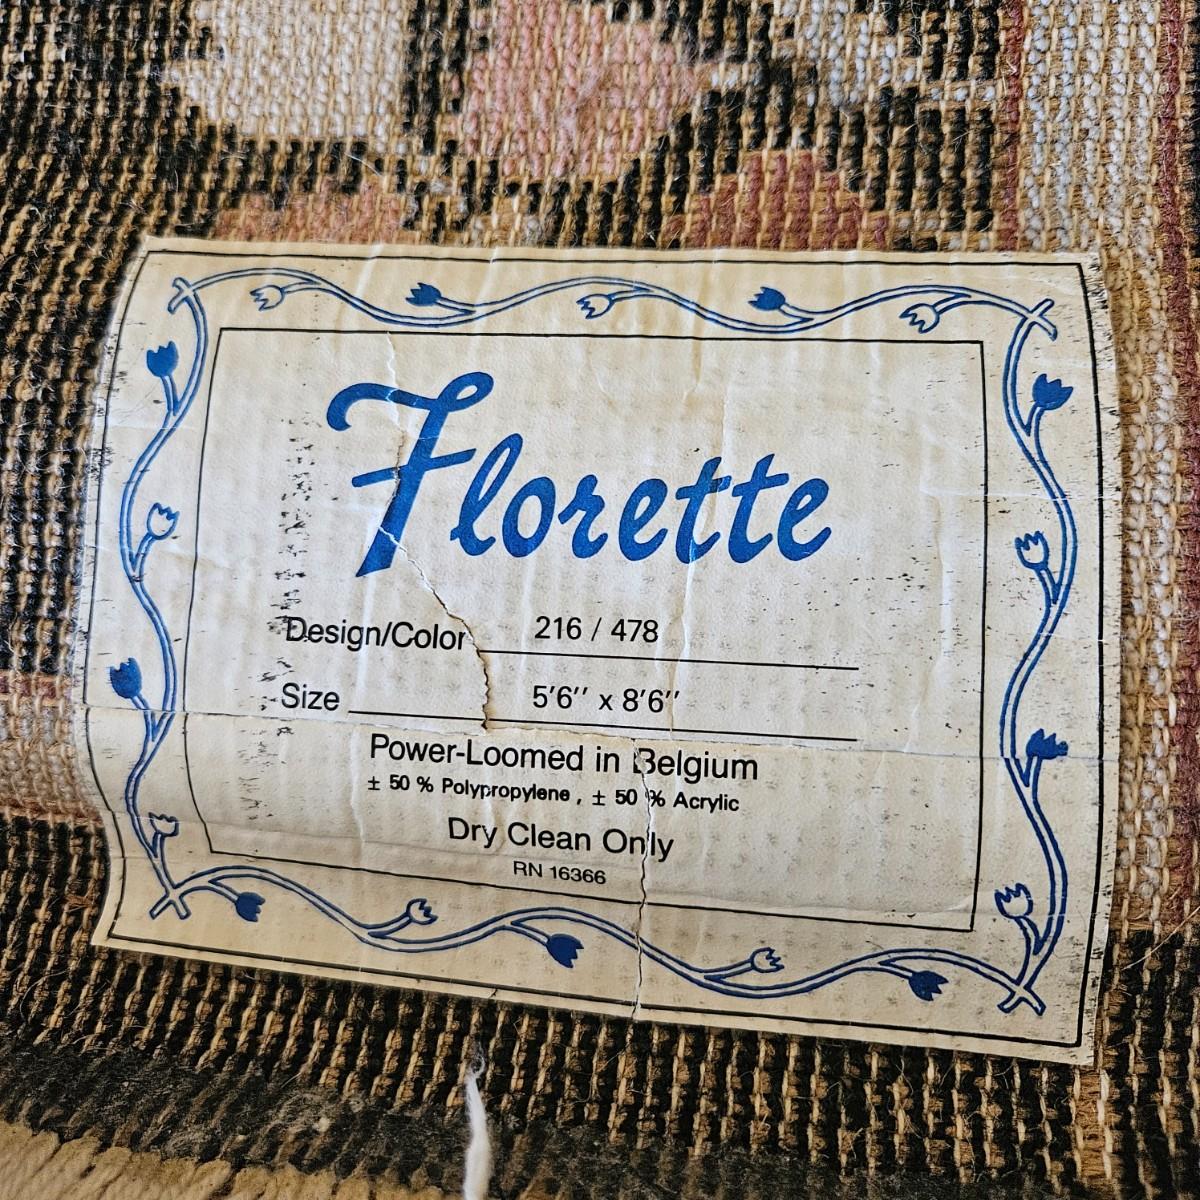 Florette
Design/Color 216 / 478
Size 5'6'' x 8'6''
Power-Loomed in Belgium
± 50 % Polypropylene, ± 50 % Acrylic
Dry Clean Only
RN 16366